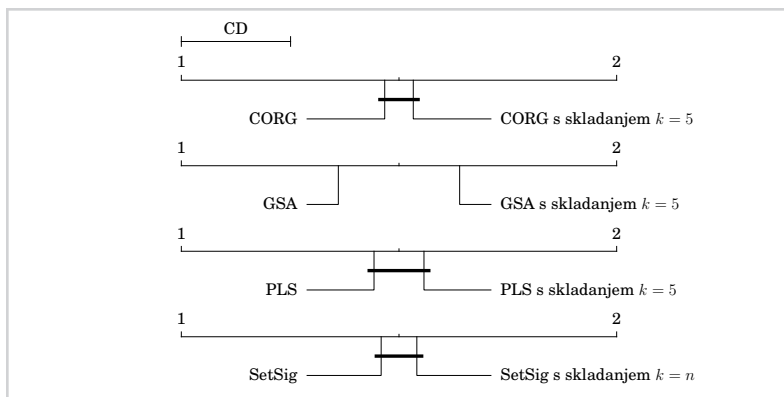 CD
1 2
CORG CORG s skladanjem k = 5
1 2
GSA GSA s skladanjem k = 5
1 2
PLS PLS s skladanjem k = 5
1 2
SetSig SetSig s skladanjem k = n